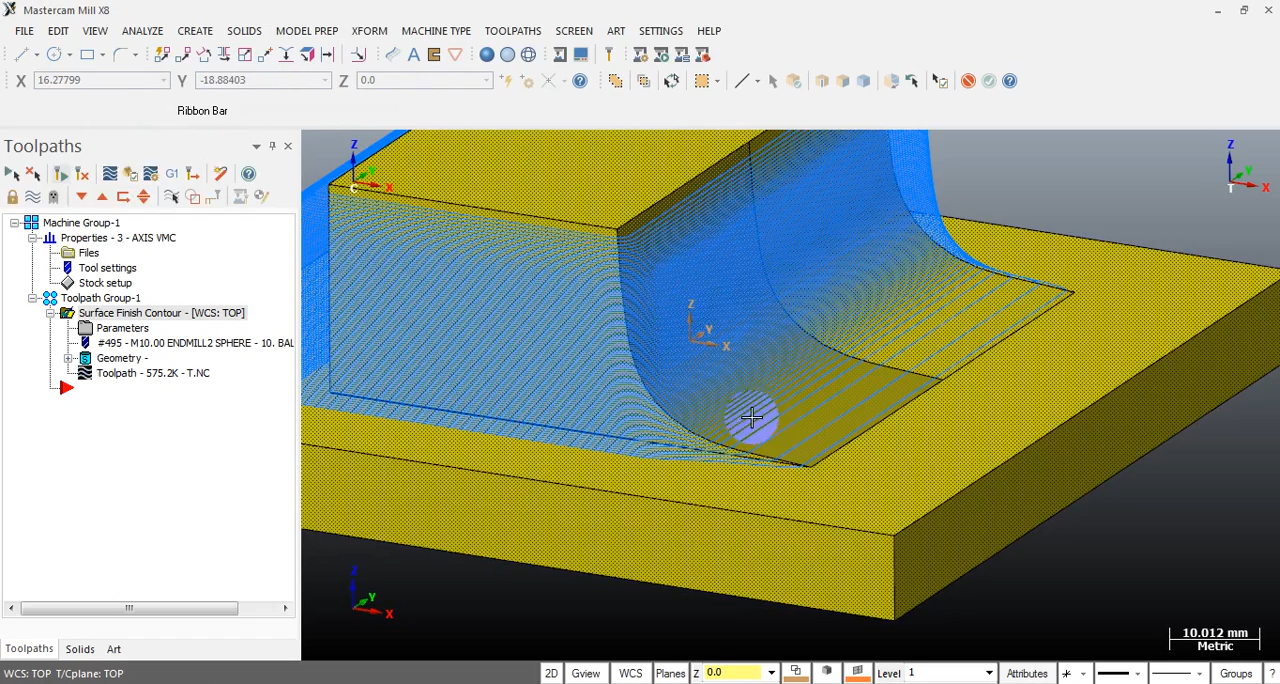 Mastercam Mill X8
FILE EDIT VIEW ANALYZE CREATE SOLIDS MODEL PREP XFORM MACHINE TYPE TOOLPATHS SCREEN ART SETTINGS HELP
X 16.27799 Y -18.88403 Z 0.0
Ribbon Bar
Toolpaths
G1
Machine Group-1
Properties - 3 - AXIS VMC
Files
Tool settings
Stock setup
Toolpath Group-1
Surface Finish Contour - [WCS: TOP]
Parameters
#495 - M10.00 ENDMILL2 SPHERE - 10. BAL
Geometry -
Toolpath - 575.2K - T.NC
Toolpaths Solids Art
Z
Y
X
C
Z
Y
X
T
Z
Y
X
Z
Y
X
10.012 mm
Metric
WCS: TOP T/Cplane: TOP 2D Gview WCS Planes Z 0.0 Level 1 Attributes Groups ?